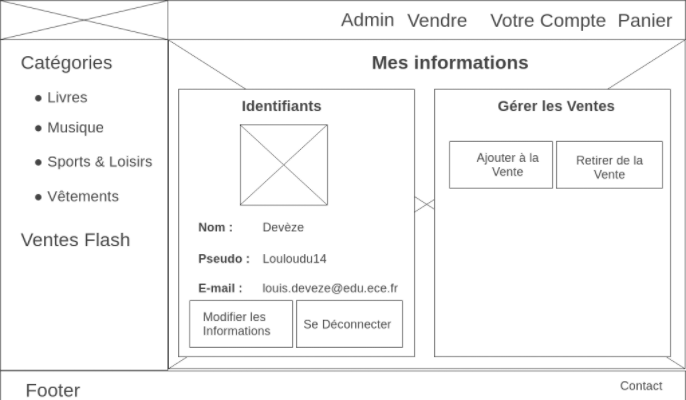 Admin Vendre Votre Compte Panier
Catégories
● Livres
● Musique
● Sports & Loisirs
● Vêtements
Ventes Flash
Mes informations
Identifiants
Nom : Devèze
Pseudo : Louloudu14
E-mail : louis.deveze@edu.ece.fr
Modifier les
Informations
Se Déconnecter
Gérer les Ventes
Ajouter à la
Vente
Retirer de la
Vente
Footer
Contact